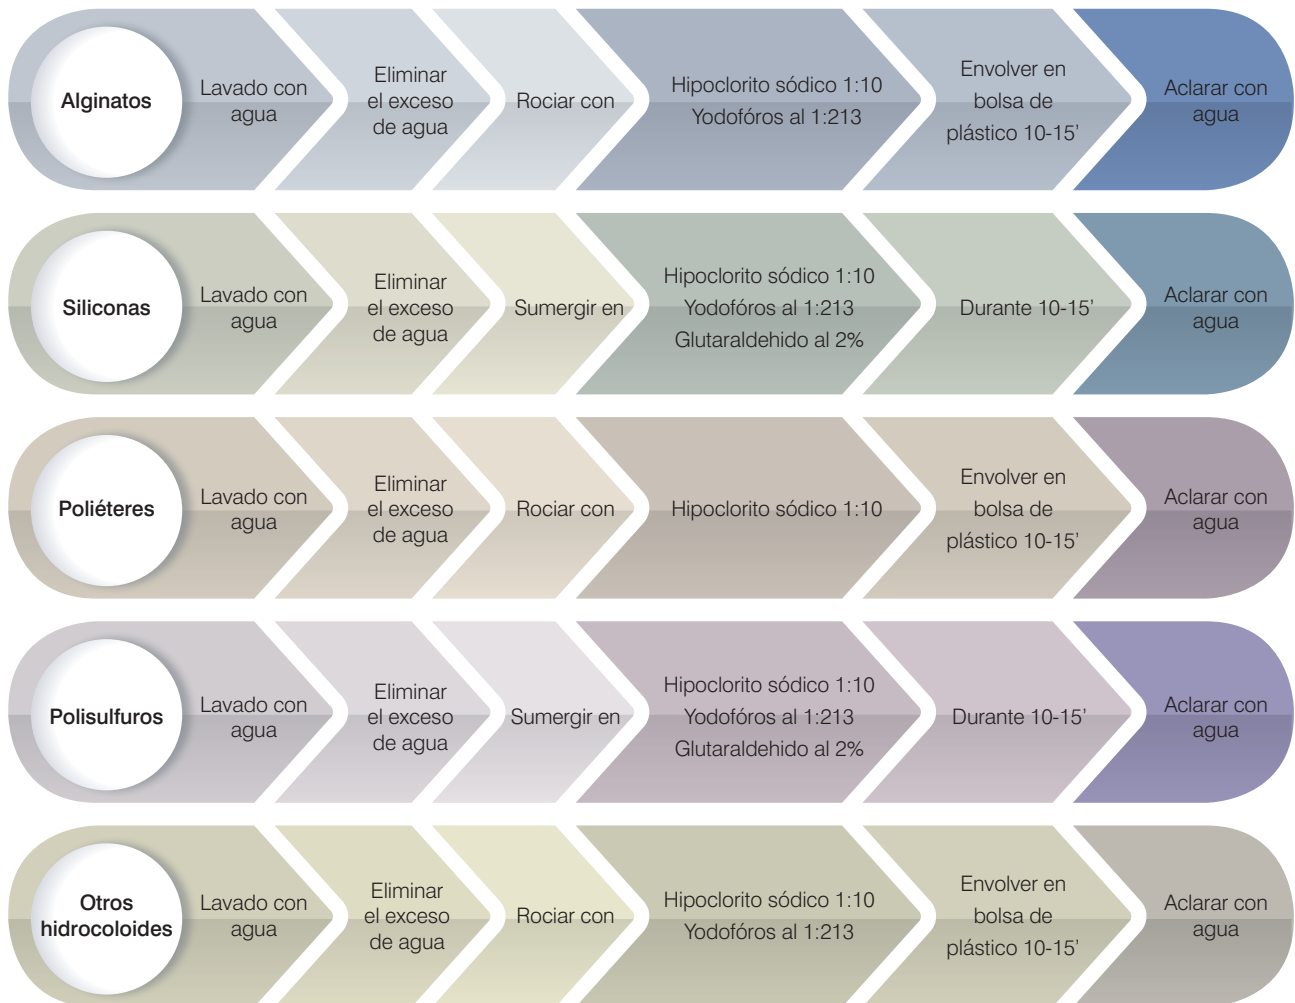 Alginatos
Lavado con
agua
Eliminar
el exceso
de agua
Rociar con
Hipoclorito sódico 1:10
Yodofóros al 1:213
Envolver en
bolsa de
plástico 10-15’
Aclarar con
agua
Siliconas
Lavado con
agua
Eliminar
el exceso
de agua
Sumergir en
Hipoclorito sódico 1:10
Yodofóros al 1:213
Glutaraldehido al 2%
Durante 10-15’
Aclarar con
agua
Poliéteres
Lavado con
agua
Eliminar
el exceso
de agua
Rociar con
Hipoclorito sódico 1:10
Envolver en
bolsa de
plástico 10-15’
Aclarar con
agua
Polisulfuros
Lavado con
agua
Eliminar
el exceso
de agua
Sumergir en
Hipoclorito sódico 1:10
Yodofóros al 1:213
Glutaraldehido al 2%
Durante 10-15’
Aclarar con
agua
Otros
hidrocoloides
Lavado con
agua
Eliminar
el exceso
de agua
Rociar con
Hipoclorito sódico 1:10
Yodofóros al 1:213
Envolver en
bolsa de
plástico 10-15’
Aclarar con
agua